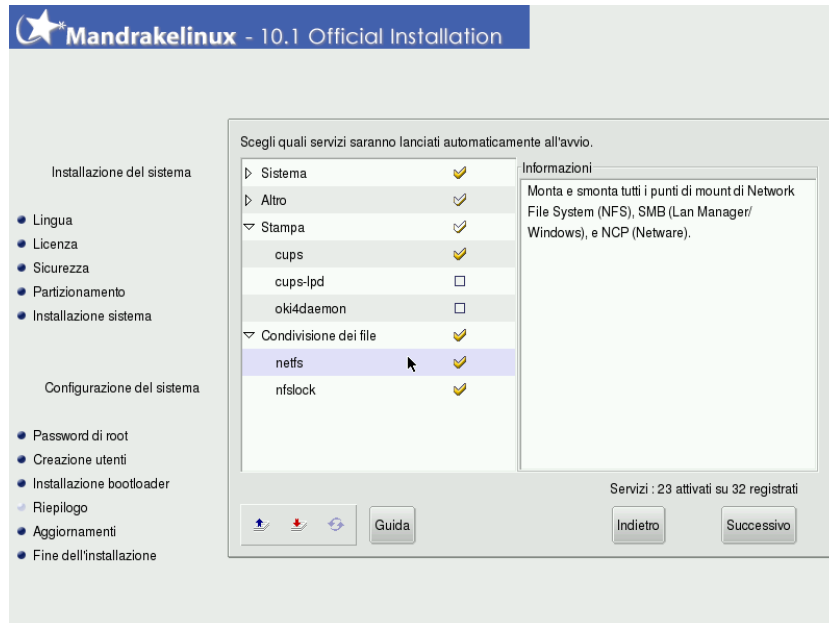 Mandrakelinux - 10.1 Official Installation
Installazione del sistema
Lingua
Licenza
Sicurezza
Partizionamento
Installazione sistema
Configurazione del sistema
Password di root
Creazione utenti
Installazione bootloader
Riepilogo
Aggiornamenti
Fine dell'installazione
Scegli quali servizi saranno lanciati automaticamente all'avvio.
Sistema
Altro
Stampa
cups
cups-lpd
oki4daemon
Condivisione dei file
netfs
nfslock
Informazioni
Monta e smonta tutti i punti di mount di Network
File System (NFS), SMB (Lan Manager/
Windows), e NCP (Netware).
Servizi : 23 attivati su 32 registrati
Guida
Indietro
Successivo